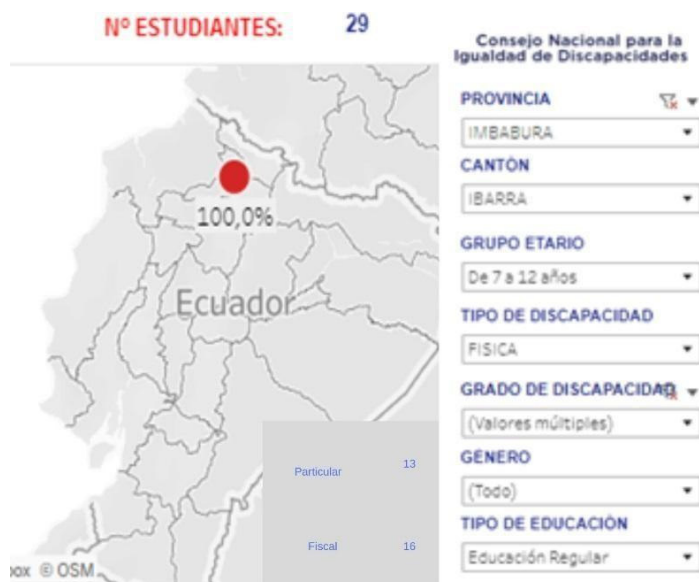 Nº ESTUDIANTES: 29
100,0%
Ecuador
Particular 13
Fiscal 16
© OSM
Consejo Nacional para la
Igualdad de Discapacidades
PROVINCIA
IMBABURA
CANTÓN
IBARRA
GRUPO ETARIO
De 7 a 12 años
TIPO DE DISCAPACIDAD
FISICA
GRADO DE DISCAPACIDAD
(Valores múltiples)
GÉNERO
(Todo)
TIPO DE EDUCACIÓN
Educación Regular